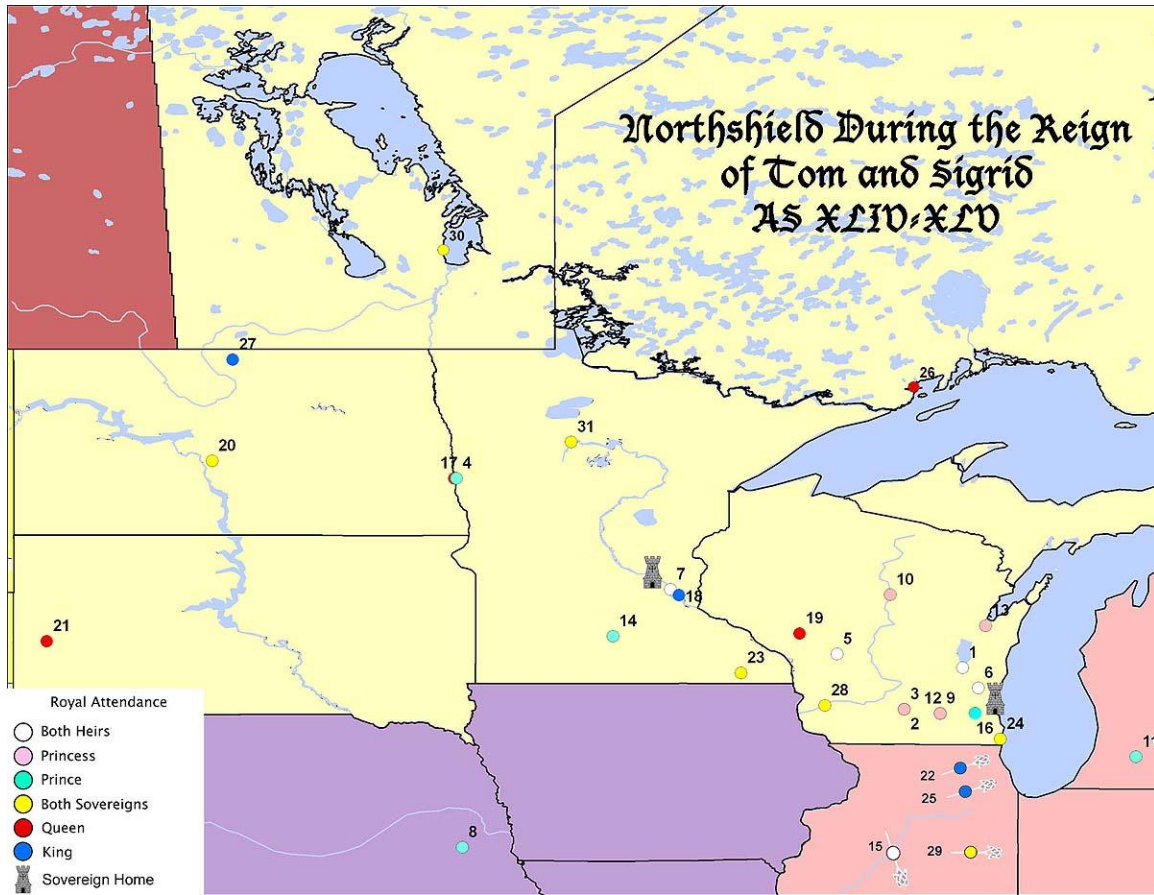 Northshield During the Reign
of Tom and Sigrid
AS XLIV-XLV
30
27
26
20
31
17 4
7
18
10
21
14
19
5
13
1
23
6
28
3
12 9
2
16
24
11
22
25
8
15
29
Royal Attendance
Both Heirs
Princess
Prince
Both Sovereigns
Queen
King
Sovereign Home